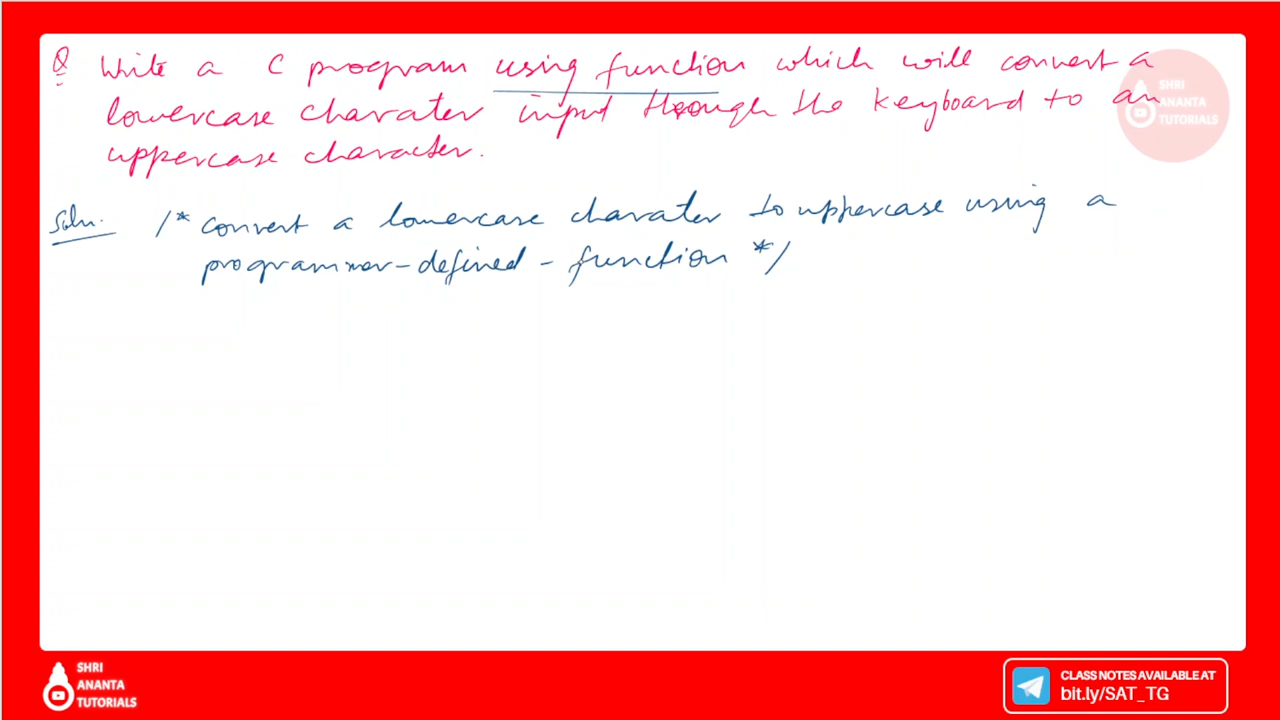 Q Write a C program using function which will convert a
lowercase charater input through the keyboard to an
uppercase character.
Soln. /* convert a lowercase charater to uppercase using a
programmer-defined-function */
SHRI
ANANTA
TUTORIALS
SHRI
ANANTA
TUTORIALS
CLASS NOTES AVAILABLE AT
bit.ly/SAT_TG